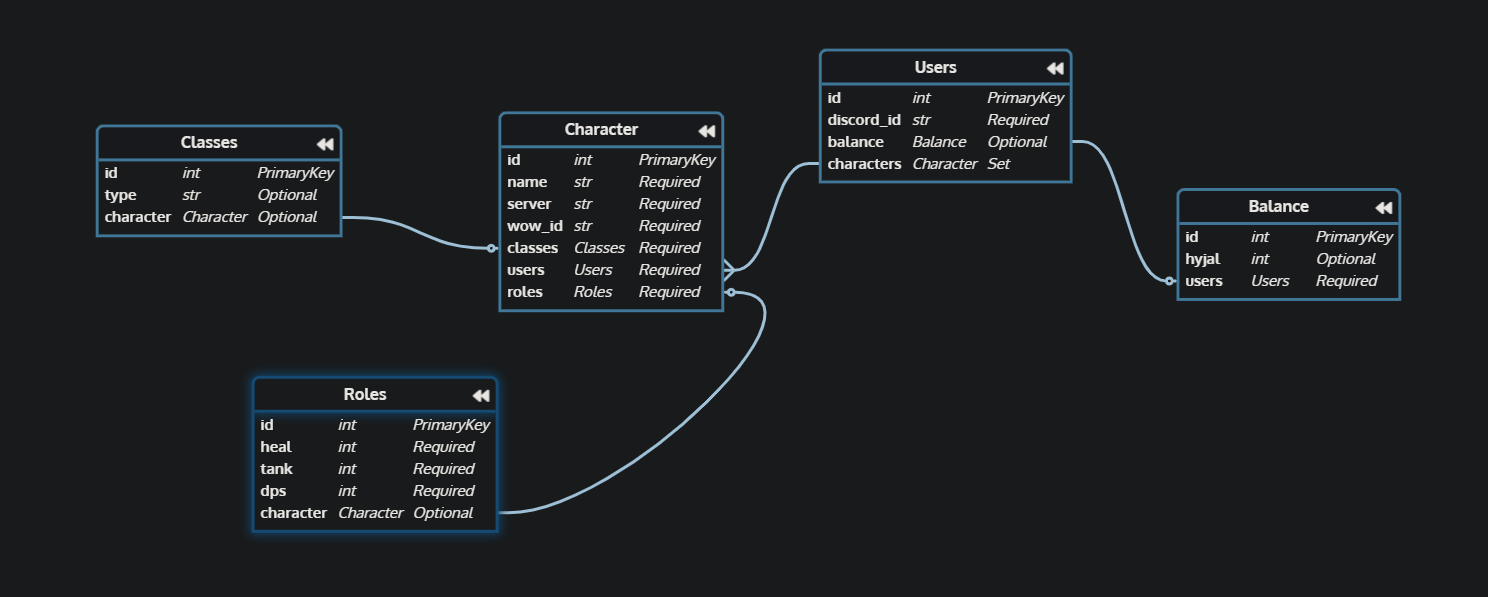 Classes
id int PrimaryKey
type str Optional
character Character Optional
Character
id int PrimaryKey
name str Required
server str Required
wow_id str Required
classes Classes Required
users Users Required
roles Roles Required
Users
id int PrimaryKey
discord_id str Required
balance Balance Optional
characters Character Set
Balance
id int PrimaryKey
hyjal int Optional
users Users Required
Roles
id int PrimaryKey
heal int Required
tank int Required
dps int Required
character Character Optional